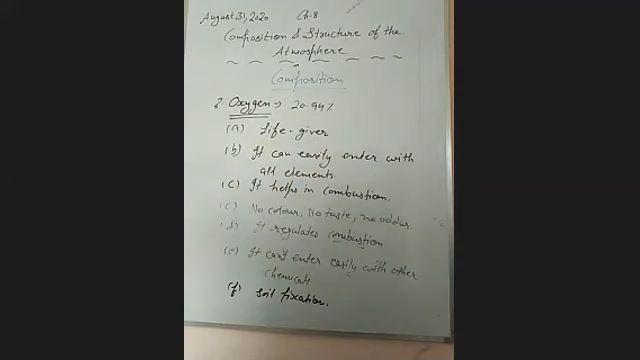 August 31, 2020 Ch-8
Composition & Structure of the
Atmosphere
Composition
2. Oxygen → 20.94%
(a) Life-giver
(b) It can easily enter with
all elements.
(c) It helps in combustion.
(c) No colour, No taste, no oddur
(d) It regulates combustion
(e) It can't enter easily with other
chemicals.
(f) Soil fixation.